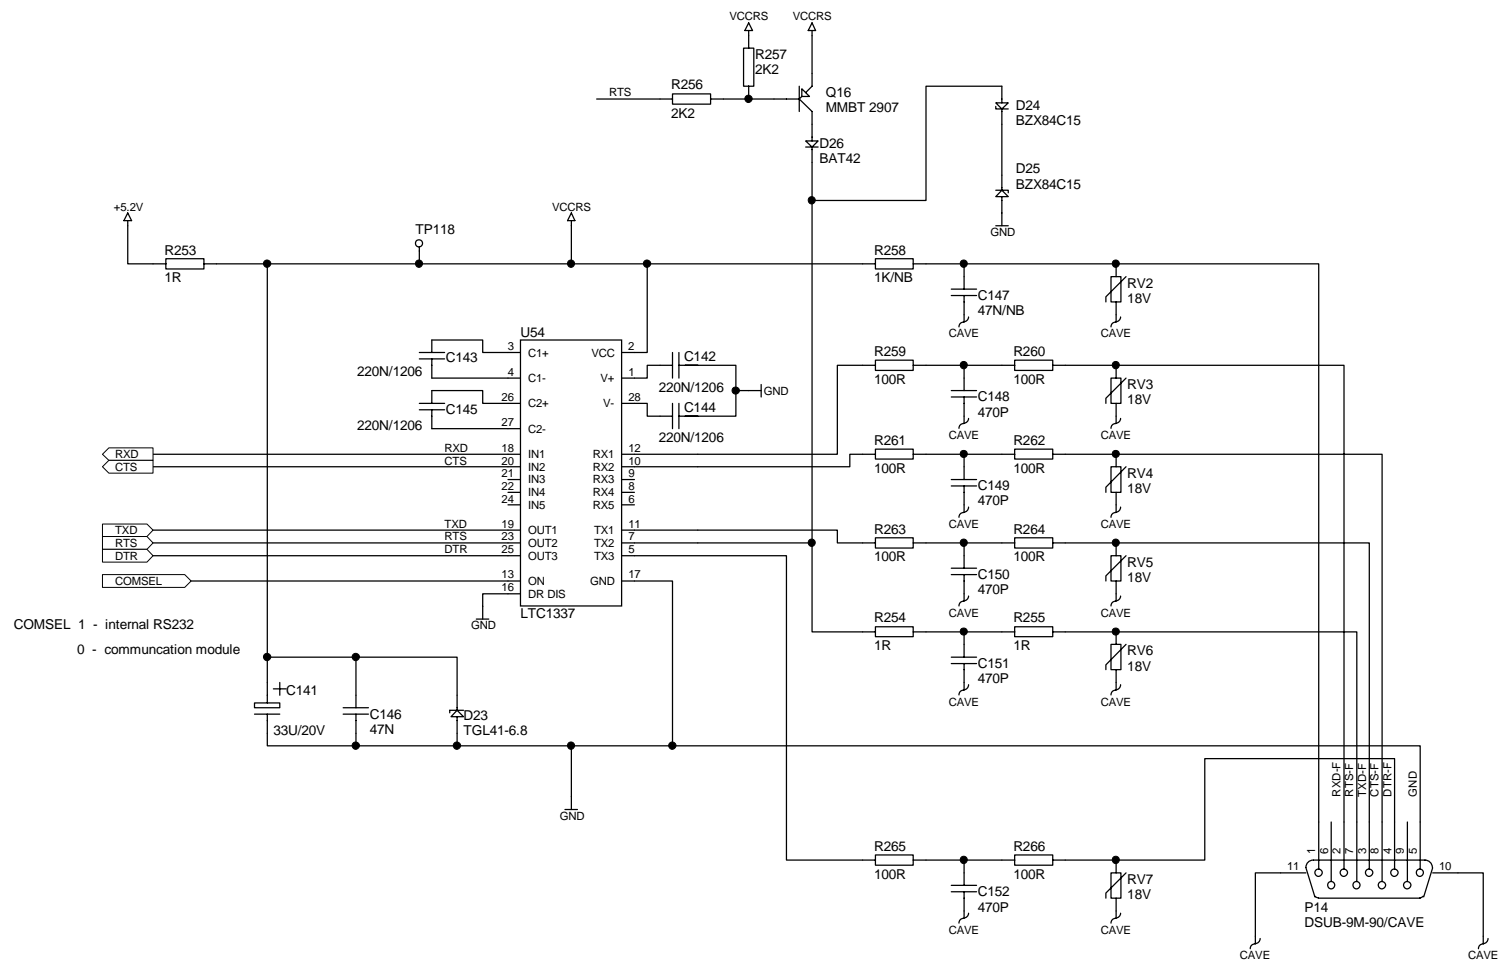 VCCRS
VCCRS
R257
2K2
R256
2K2
RTS
Q16
MMBT 2907
D24
BZX84C15
D26
BAT42
D25
BZX84C15
GND
+5.2V
VCCRS
TP118
R253
1R
R258
1K/NB
C147
47N/NB
CAVE
RV2
18V
CAVE
U54
3 C1+ VCC 2
4 C1- V+ 1
26 C2+ V- 28
27 C2-
RXD 18 IN1 RX1 12
CTS 20 IN2 RX2 10
21 IN3 RX3 9
22 IN4 RX4 8
24 IN5 RX5 6
TXD 19 OUT1 TX1 11
RTS 23 OUT2 TX2 7
DTR 25 OUT3 TX3 5
13 ON GND 17
16 DR DIS
LTC1337
GND
C143
220N/1206
C145
220N/1206
C142
220N/1206
C144
220N/1206
GND
RXD
CTS
TXD
RTS
DTR
COMSEL
COMSEL 1 - internal RS232
0 - communcation module
R259
100R
R260
100R
C148
470P
CAVE
RV3
18V
CAVE
R261
100R
R262
100R
C149
470P
CAVE
RV4
18V
CAVE
R263
100R
R264
100R
C150
470P
CAVE
RV5
18V
CAVE
R254
1R
R255
1R
C151
470P
CAVE
RV6
18V
CAVE
C141
33U/20V
C146
47N
D23
TGL41-6.8
GND
R265
100R
R266
100R
C152
470P
CAVE
RV7
18V
CAVE
RXD-F
RTS-F
TXD-F
CTS-F
DTR-F
GND
1 6 2 7 3 8 4 9 5
11
10
P14
DSUB-9M-90/CAVE
CAVE
CAVE